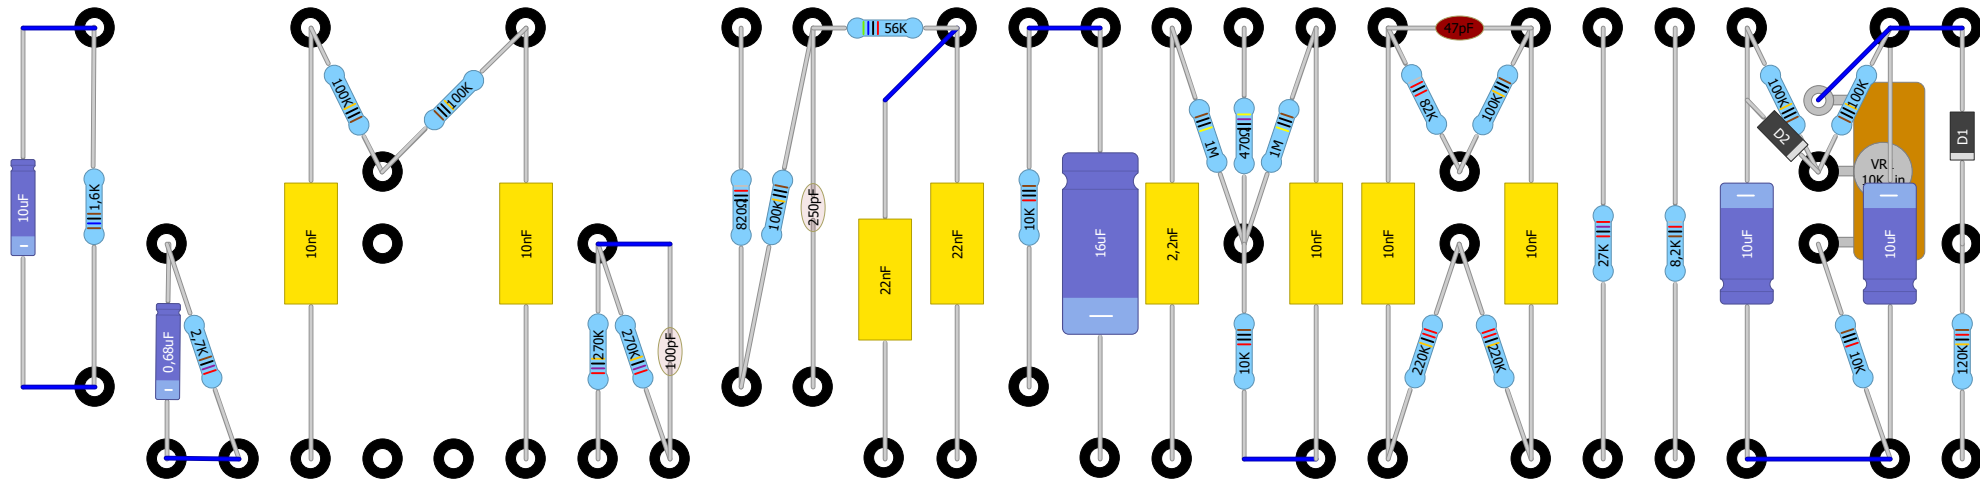 10uF
1,6K
0,68uF
2,7K
10nF
100K
100K
10nF
270K
270K
100pF
820Ω
100K
250pF
56K
22nF
22nF
10K
16uF
2,2nF
1M
470Ω
1M
10K
10nF
10nF
47pF
82K
100K
220K
220K
10nF
27K
8,2K
10uF
100K
D2
100K
VR
10K in
10uF
10K
D1
120K